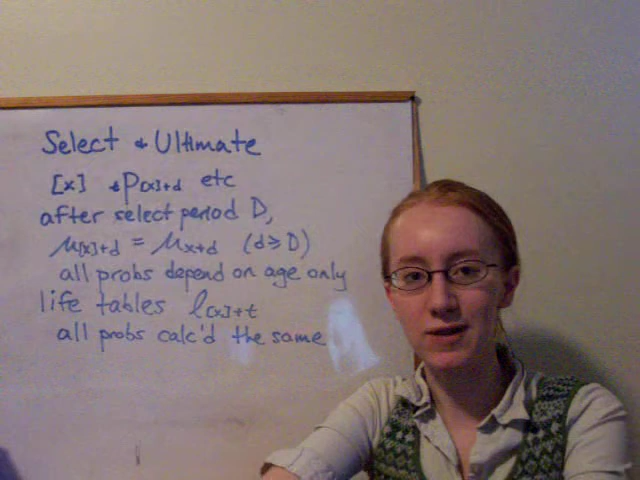 Select & Ultimate
[x] & p[x]+d etc
after select period D,
μ[x]+d = μx+d (d≥D)
all probs depend on age only
life tables l[x]+t
all probs calc'd the same